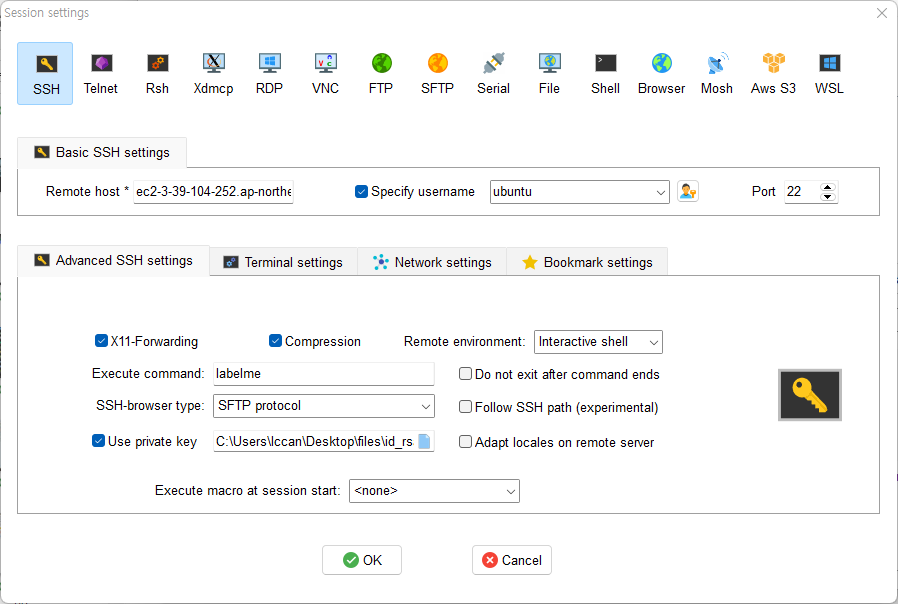 Session settings
SSH Telnet Rsh Xdmcp RDP VNC FTP SFTP Serial File Shell Browser Mosh Aws S3 WSL
Basic SSH settings
Remote host * ec2-3-39-104-252.ap-northe Specify username ubuntu Port 22
Advanced SSH settings Terminal settings Network settings Bookmark settings
X11-Forwarding Compression Remote environment: Interactive shell
Execute command: labelme Do not exit after command ends
SSH-browser type: SFTP protocol Follow SSH path (experimental)
Use private key C:\Users\lccan\Desktop\files\id_rs Adapt locales on remote server
Execute macro at session start: <none>
OK Cancel